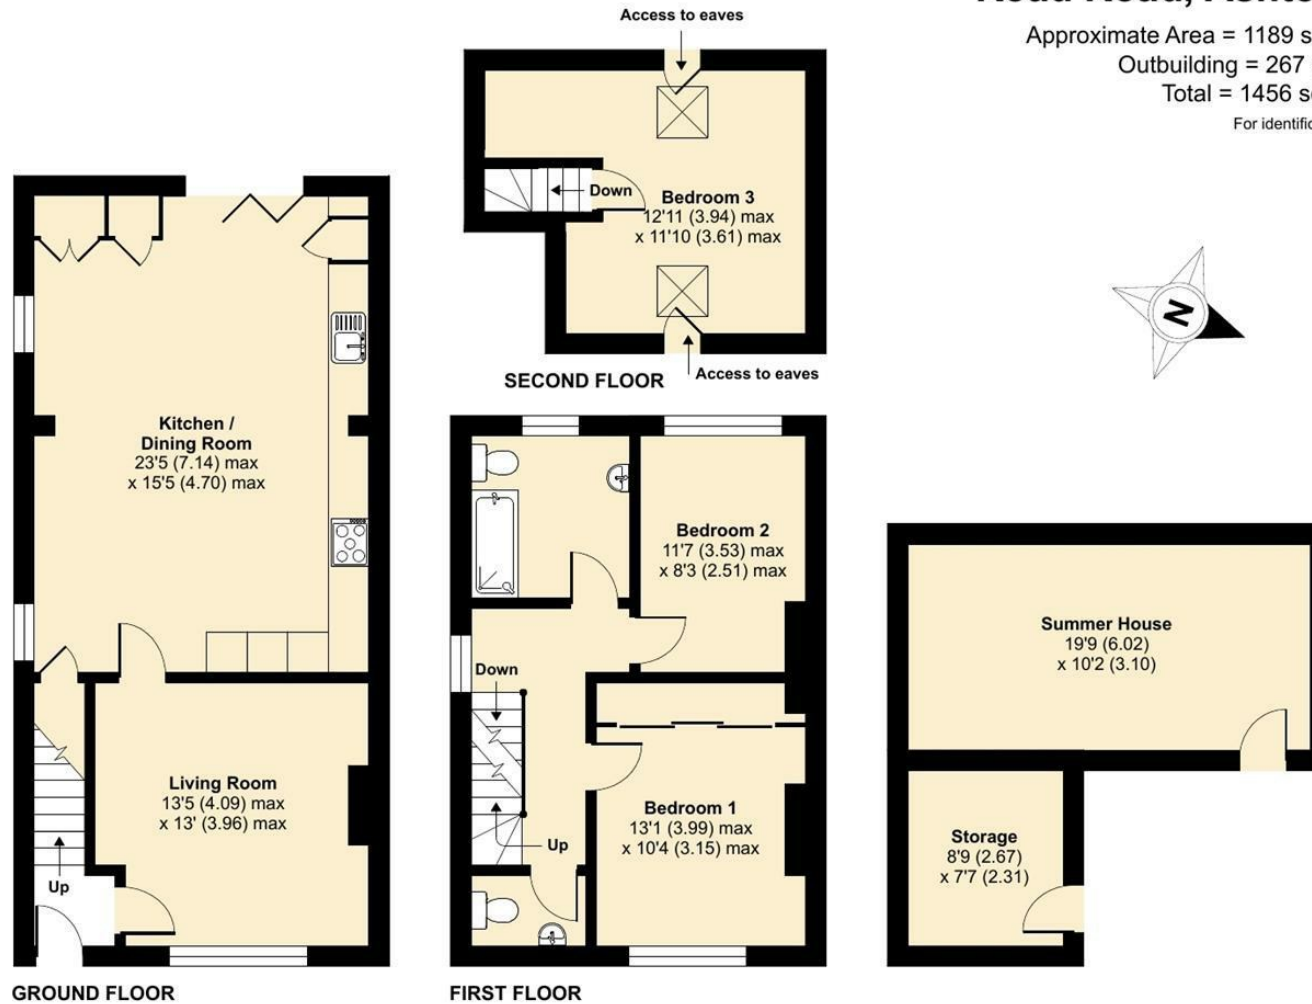 Approximate Area = 1189 s
Outbuilding = 267
Total = 1456 s
For identific
Access to eaves
Down
Bedroom 3
12'11 (3.94) max
x 11'10 (3.61) max
Access to eaves
SECOND FLOOR
N
Kitchen /
Dining Room
23'5 (7.14) max
x 15'5 (4.70) max
Living Room
13'5 (4.09) max
x 13' (3.96) max
Up
GROUND FLOOR
Bedroom 2
11'7 (3.53) max
x 8'3 (2.51) max
Down
Bedroom 1
13'1 (3.99) max
x 10'4 (3.15) max
Up
FIRST FLOOR
Summer House
19'9 (6.02)
x 10'2 (3.10)
Storage
8'9 (2.67)
x 7'7 (2.31)